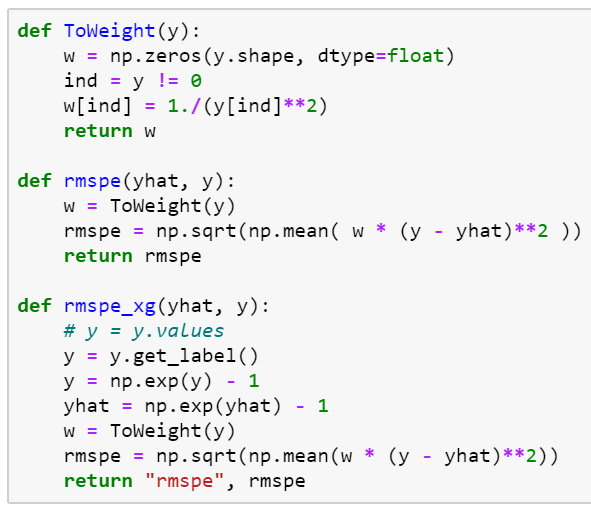 def ToWeight(y):
    w = np.zeros(y.shape, dtype=float)
    ind = y != 0
    w[ind] = 1./(y[ind]**2)
    return w

def rmspe(yhat, y):
    w = ToWeight(y)
    rmspe = np.sqrt(np.mean( w * (y - yhat)**2 ))
    return rmspe

def rmspe_xg(yhat, y):
    # y = y.values
    y = y.get_label()
    y = np.exp(y) - 1
    yhat = np.exp(yhat) - 1
    w = ToWeight(y)
    rmspe = np.sqrt(np.mean(w * (y - yhat)**2))
    return "rmspe", rmspe